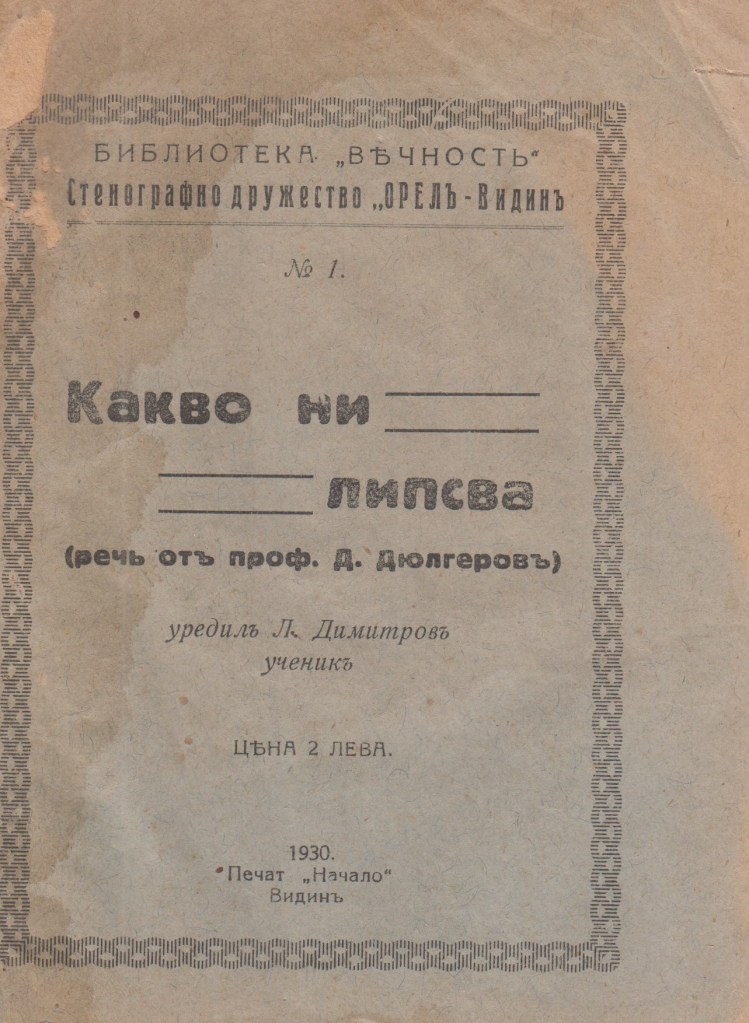 БИБЛИОТЕКА „ВѢЧНОСТЬ“
Стенографно дружество „ОРЕЛЪ - Видинъ
№ 1.
Какво ни
липсва
(речь отъ проф. Д. Дюлгеровъ)
уредилъ Л. Димитровъ
ученикъ
ЦѢНА 2 ЛЕВА.
1930.
Печат „Начало“
Видинъ